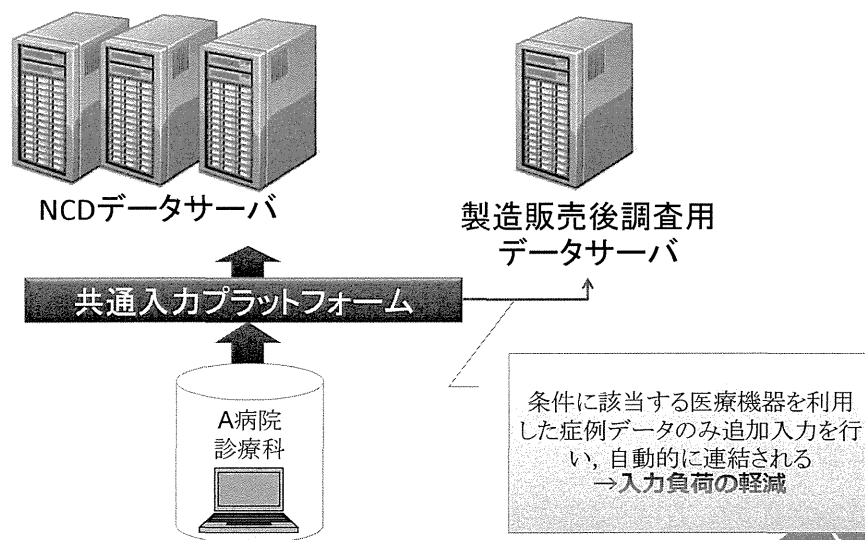 NCDデータサーバ
製造販売後調査用
データサーバ
共通入力プラットフォーム
A病院
診療科
条件に該当する医療機器を利用
した症例データのみ追加入力を行
い, 自動的に連結される
→入力負荷の軽減